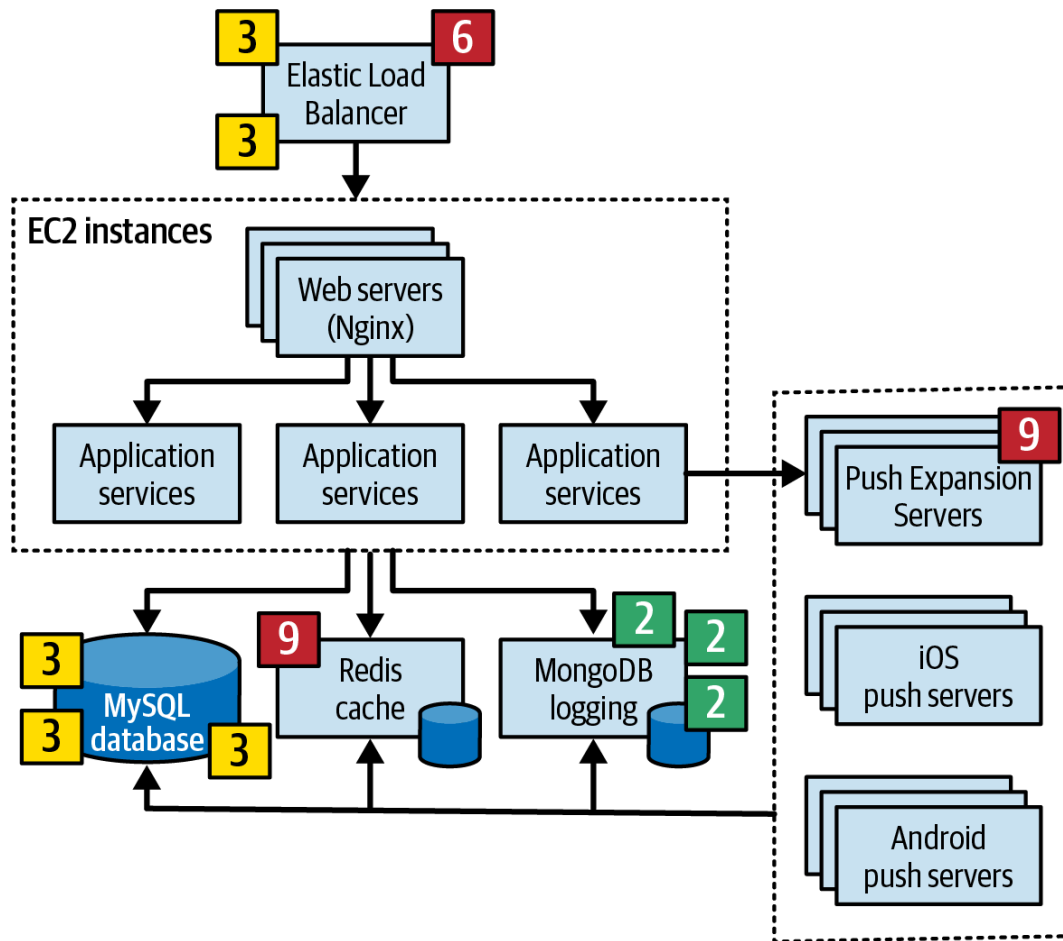 3
6
Elastic Load
Balancer
3
EC2 instances
Web servers
(Nginx)
Application
services
Application
services
Application
services
9
Push Expansion
Servers
3
MySQL
database
3
3
9
Redis
cache
2
2
MongoDB
logging
2
iOS
push servers
Android
push servers